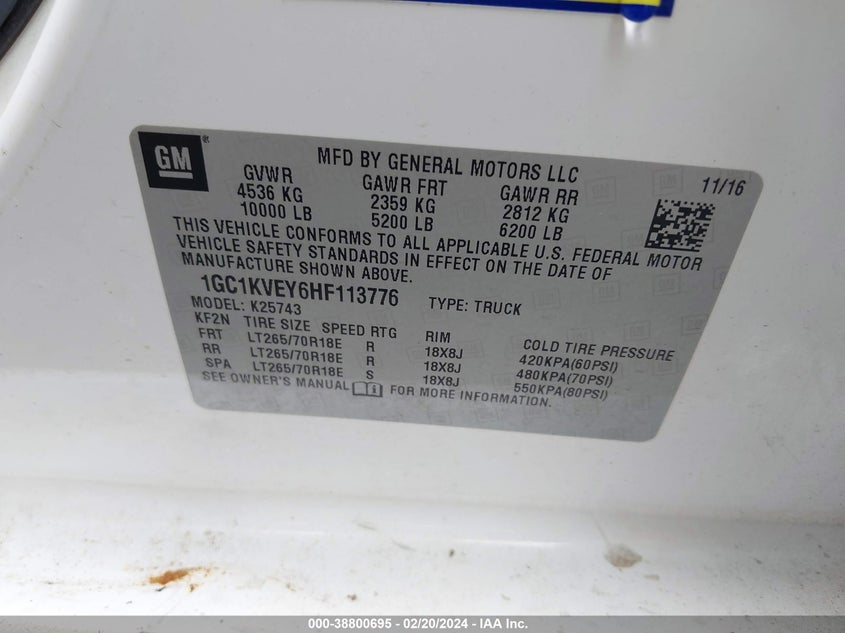 GM
MFD BY GENERAL MOTORS LLC
11/16
GVWR GAWR FRT GAWR RR
4536 KG 2359 KG 2812 KG
10000 LB 5200 LB 6200 LB
THIS VEHICLE CONFORMS TO ALL APPLICABLE U.S. FEDERAL MOTOR
VEHICLE SAFETY STANDARDS IN EFFECT ON THE DATE OF
MANUFACTURE SHOWN ABOVE.
1GC1KVEY6HF113776 TYPE: TRUCK
MODEL: K25743
KF2N TIRE SIZE SPEED RTG RIM COLD TIRE PRESSURE
FRT LT265/70R18E R 18X8J 420KPA(60PSI)
RR LT265/70R18E R 18X8J 480KPA(70PSI)
SPA LT265/70R18E S 18X8J 550KPA(80PSI)
SEE OWNER'S MANUAL FOR MORE INFORMATION.
000-38800695 - 02/20/2024 - IAA Inc.